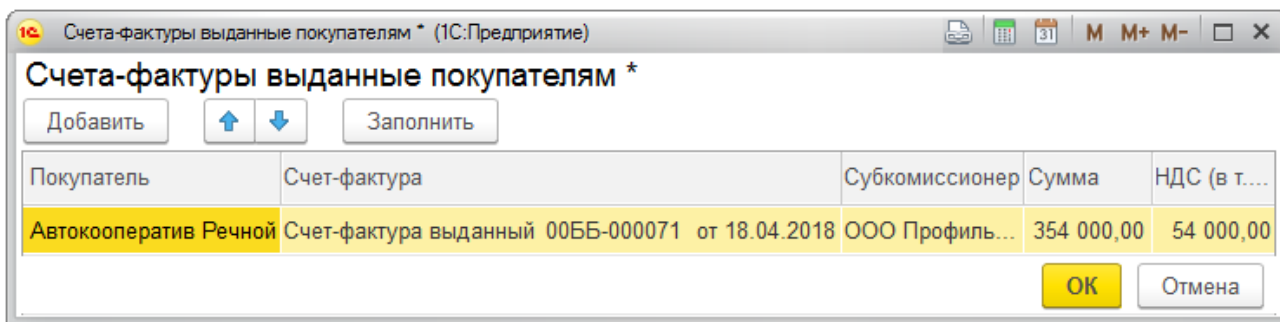 1С Счета-фактуры выданные покупателям * (1С:Предприятие) 31 M M+ M-
Счета-фактуры выданные покупателям *
Добавить Заполнить
Покупатель Счет-фактура Субкомиссионер Сумма НДС (в т....
Автокооператив Речной Счет-фактура выданный 00ББ-000071 от 18.04.2018 ООО Профиль... 354 000,00 54 000,00
ОК Отмена